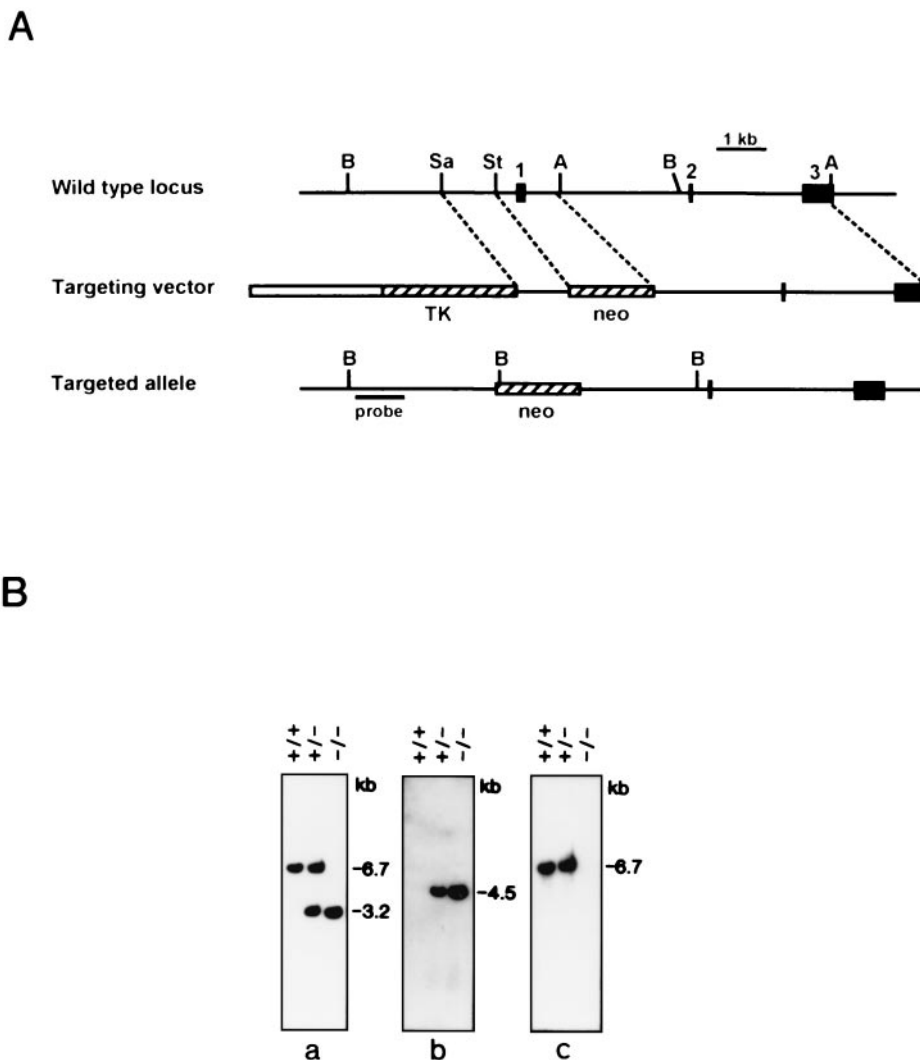 A
1 kb
B Sa St 1 A B 2 3 A
Wild type locus
Targeting vector
TK neo
B B B
Targeted allele
probe neo
B
+/+ +/- -/- +/+ +/- -/- +/+ +/- -/-
kb kb kb
-6.7 -6.7
-4.5
-3.2
a b c